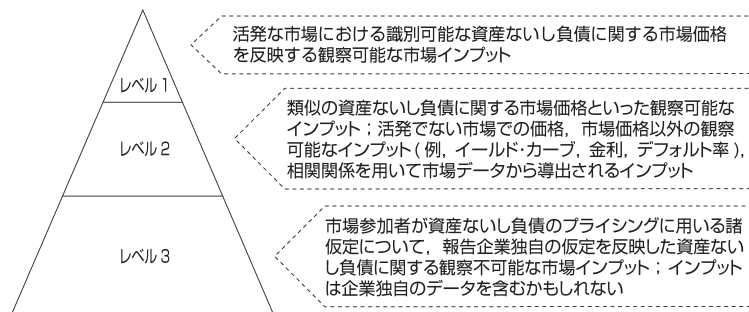 活発な市場における識別可能な資産ないし負債に関する市場価格
を反映する観察可能な市場インプット
レベル1
類似の資産ないし負債に関する市場価格といった観察可能な
インプット；活発でない市場での価格，市場価格以外の観察
可能なインプット(例，イールド・カーブ，金利，デフォルト率)，
相関関係を用いて市場データから導出されるインプット
レベル2
市場参加者が資産ないし負債のプライシングに用いる諸
仮定について，報告企業独自の仮定を反映した資産ない
し負債に関する観察不可能な市場インプット；インプット
は企業独自のデータを含むかもしれない
レベル3